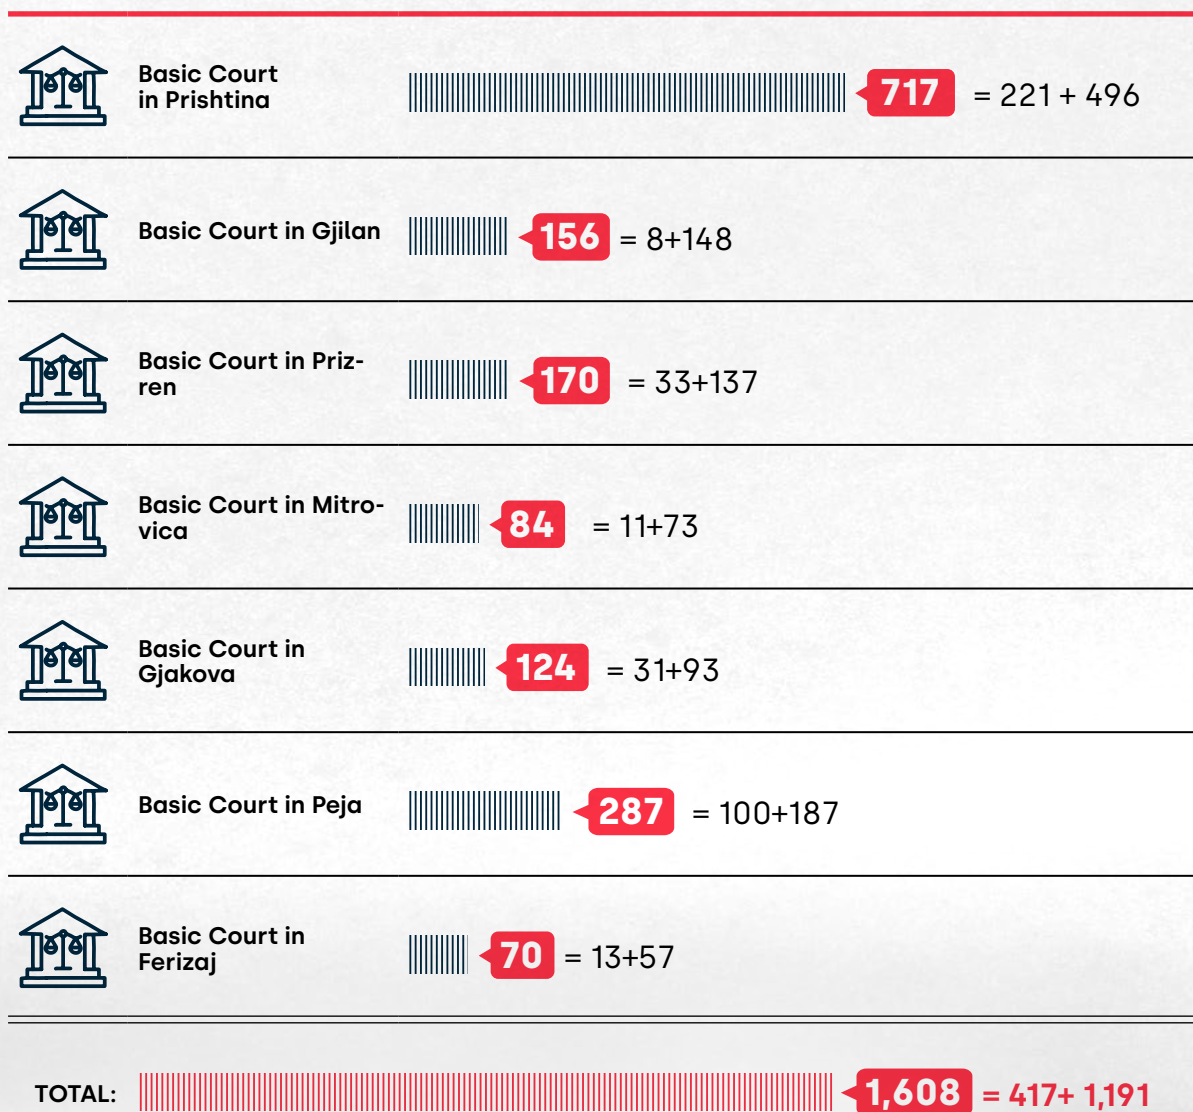 Basic Court
in Prishtina
717 = 221 + 496
Basic Court in Gjilan
156 = 8+148
Basic Court in Priz-
ren
170 = 33+137
Basic Court in Mitro-
vica
84 = 11+73
Basic Court in
Gjakova
124 = 31+93
Basic Court in Peja
287 = 100+187
Basic Court in
Ferizaj
70 = 13+57
TOTAL:
1,608 = 417+ 1,191